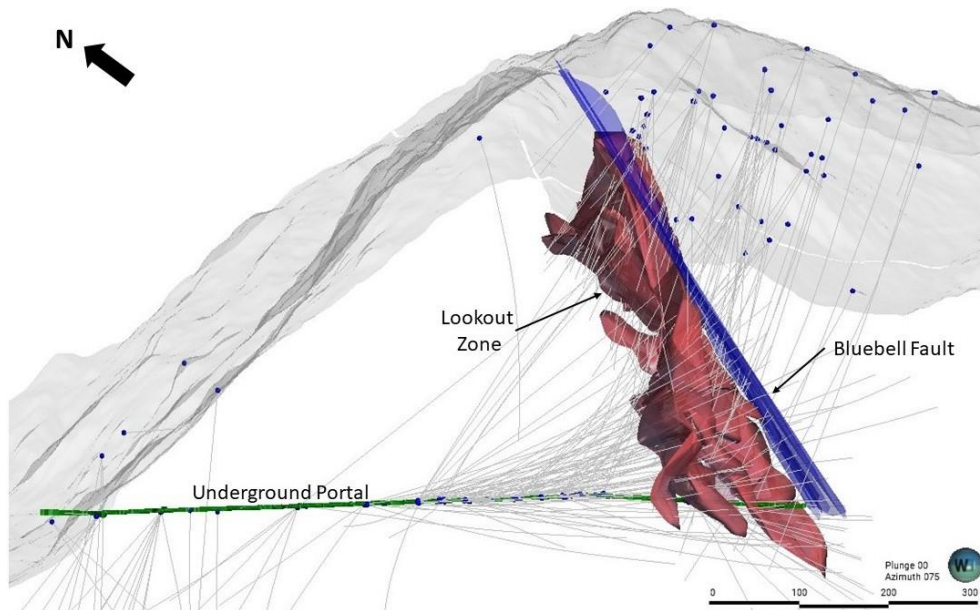 N
Lookout
Zone
Bluebell Fault
Underground Portal
Plunge 00
Azimuth 075
0 100 200 300